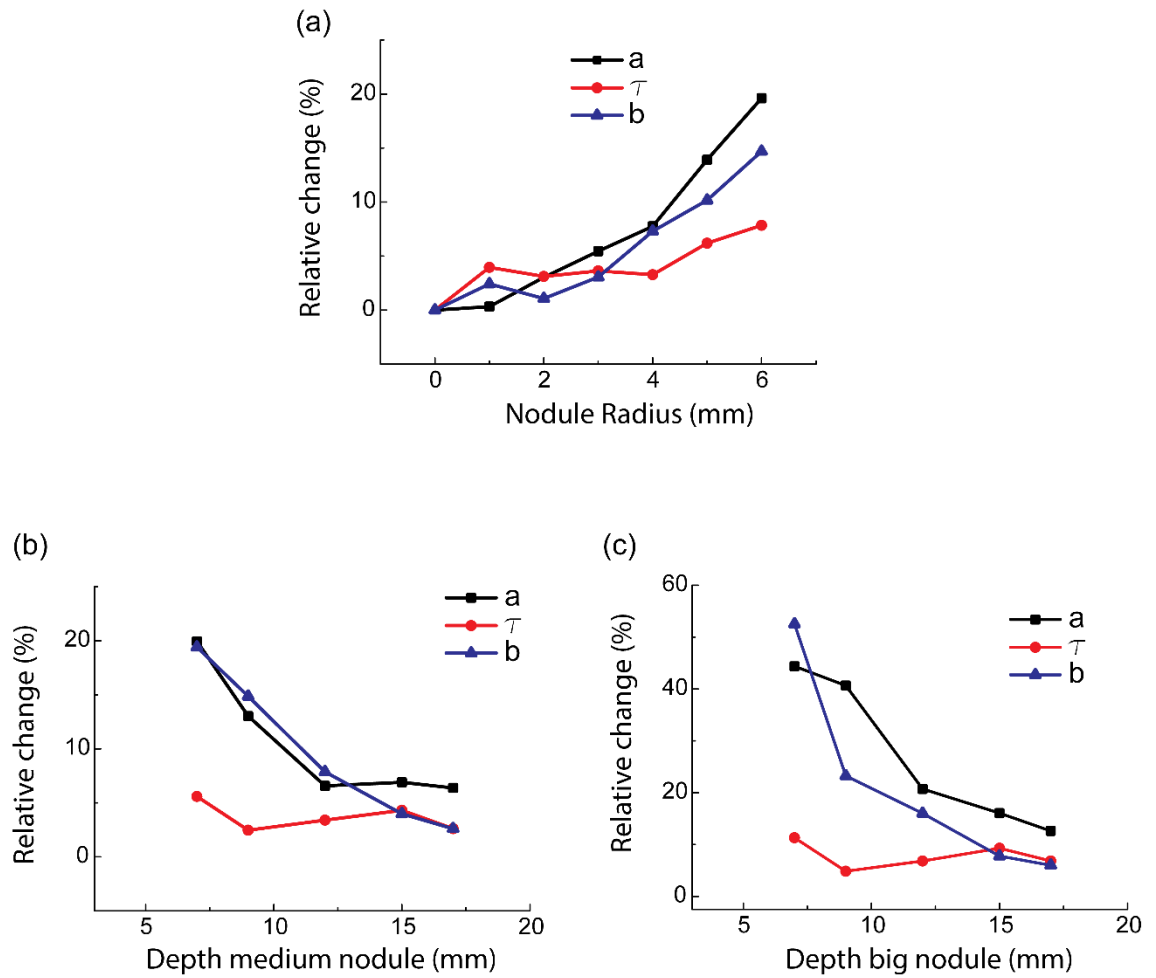 (a)
a
τ
b
Relative change (%)
20
10
0
0 2 4 6
Nodule Radius (mm)
(b)
a
τ
b
Relative change (%)
20
10
0
5 10 15 20
Depth medium nodule (mm)
(c)
a
τ
b
Relative change (%)
60
40
20
0
5 10 15 20
Depth big nodule (mm)